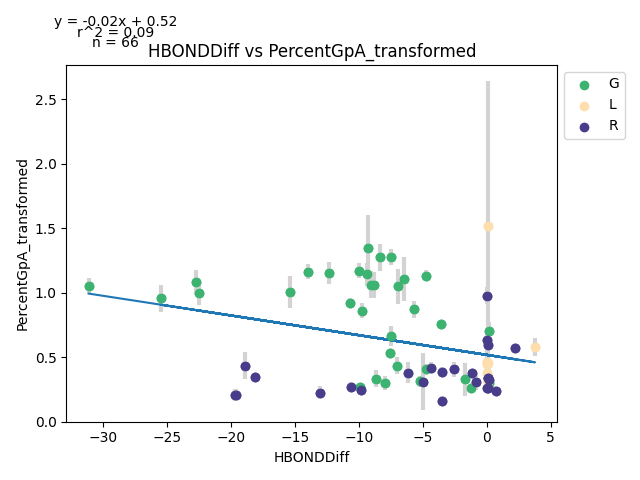 y = -0.02x + 0.52
r^2 = 0.09
n = 66
HBONDDiff vs PercentGpA_transformed
G
L
R
PercentGpA_transformed
2.5
2.0
1.5
1.0
0.5
0.0
−30
−25
−20
−15
−10
−5
0
5
HBONDDiff